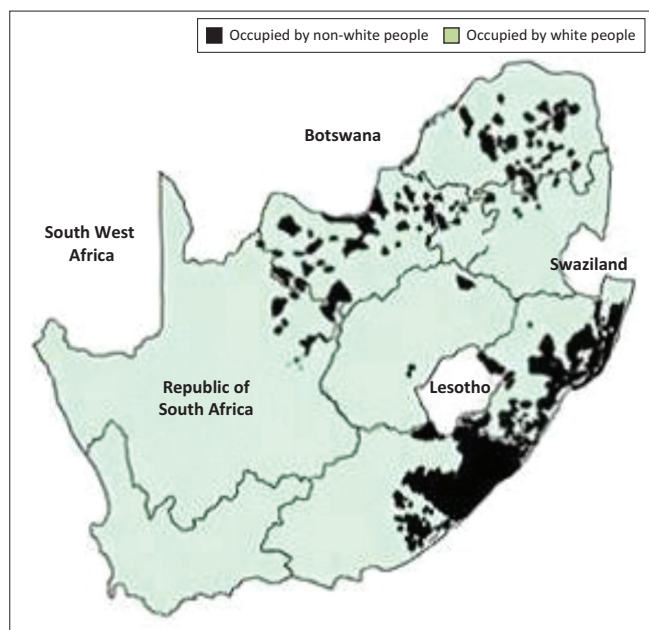 Occupied by non-white people
Occupied by white people
Botswana
South West
Africa
Swaziland
Lesotho
Republic of
South Africa